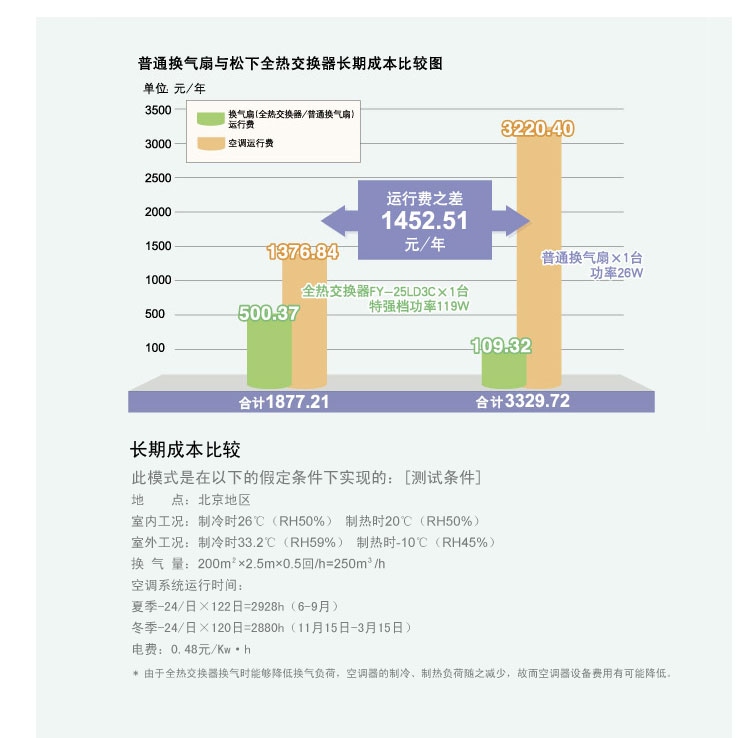 普通换气扇与松下全热交换器长期成本比较图
单位 元/年
3500
换气扇(全热交换器/普通换气扇)
运行费
空调运行费
3000
2500
2000
1500
1000
500
100
3220.40
运行费之差
1452.51
元/年
1376.84
普通换气扇×1台
功率26W
全热交换器FY-25LD3C×1台
特强档功率119W
500.37
109.32
合计1877.21
合计3329.72
长期成本比较
此模式是在以下的假定条件下实现的：[测试条件]
地 点：北京地区
室内工况：制冷时26℃（RH50%） 制热时20℃（RH50%）
室外工况：制冷时33.2℃（RH59%） 制热时-10℃（RH45%）
换 气 量：200m²×2.5m×0.5回/h=250m³/h
空调系统运行时间：
夏季-24/日×122日=2928h（6-9月）
冬季-24/日×120日=2880h（11月15日-3月15日）
电费：0.48元/Kw·h
* 由于全热交换器换气时能够降低换气负荷，空调器的制冷、制热负荷随之减少，故而空调器设备费用有可能降低。